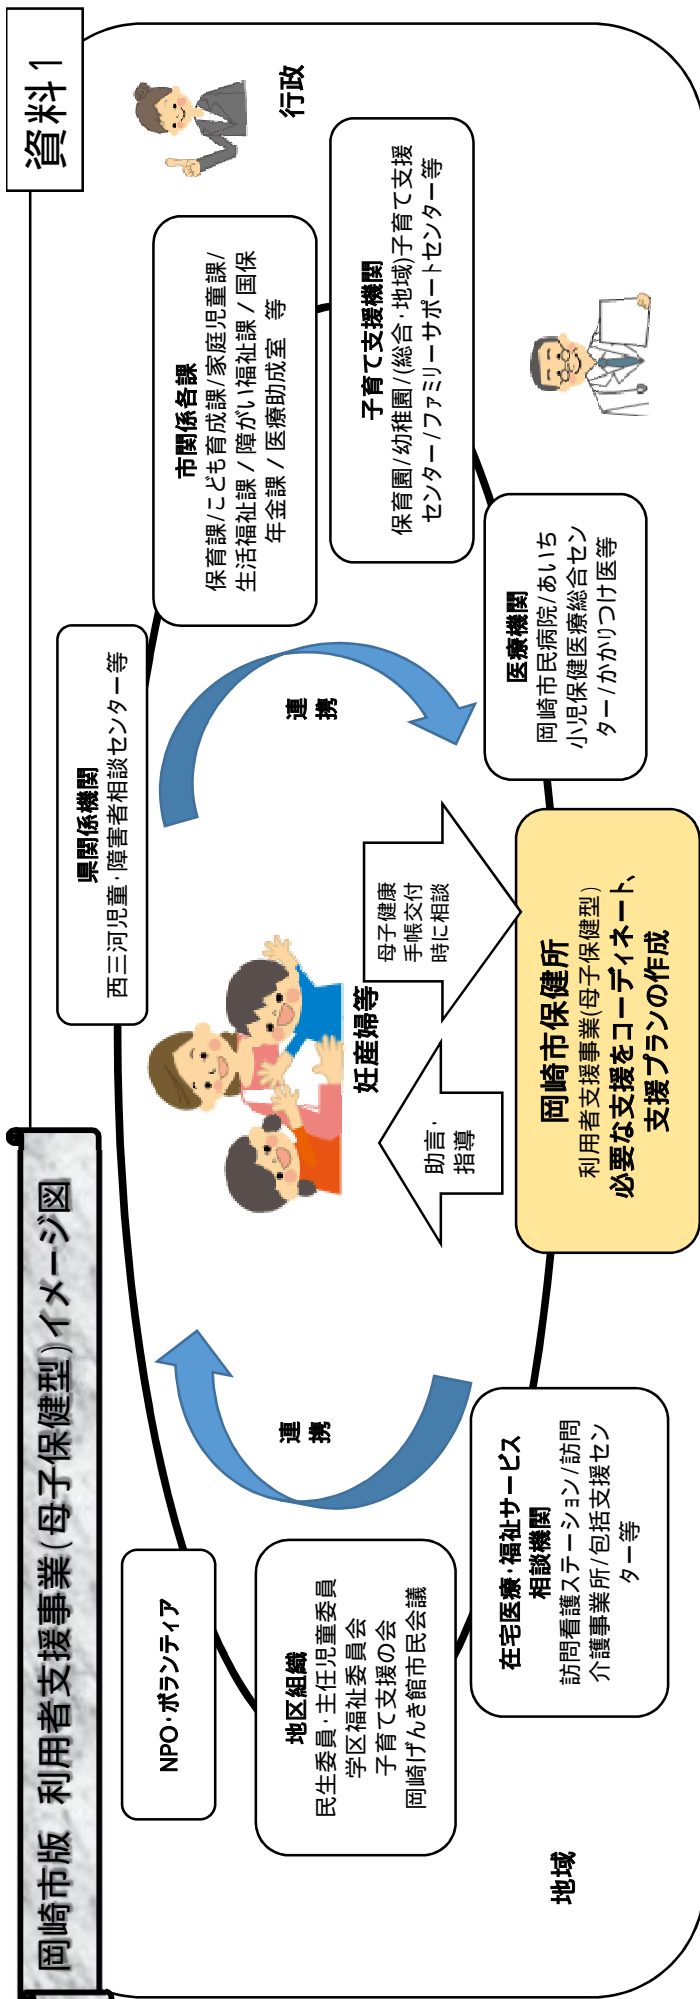 資料1
岡崎市版 利用者支援事業(母子保健型)イメージ図
行政
県関係機関
西三河児童・障害者相談センター等
市関係各課
保育課/こども育成課/家庭児童課/
生活福祉課/障がい福祉課/国保
年金課/医療助成室 等
子育て支援機関
保育園/幼稚園/(総合・地域)子育て支援
センター/ファミリーサポートセンター等
医療機関
岡崎市民病院/あいち
小児保健医療総合セン
ター/かかりつけ医等
連
携
妊産婦等
母子健康
手帳交付
時に相談
助言・
指導
岡崎市保健所
利用者支援事業(母子保健型)
必要な支援をコーディネート、
支援プランの作成
連
携
NPO・ボランティア
地区組織
民生委員・主任児童委員
学区福祉委員会
子育て支援の会
岡崎げんき館市民会議
在宅医療・福祉サービス
相談機関
訪問看護ステーション/訪問
介護事業所/包括支援セン
ター等
地域